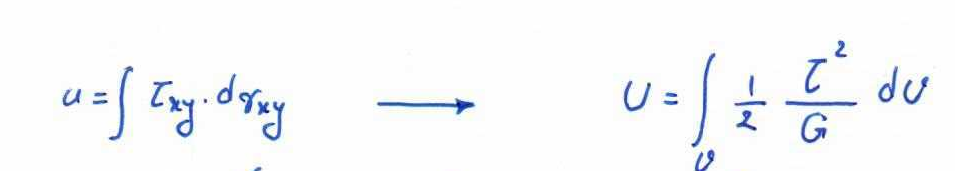 u = ∫ τxy . dγxy ⟶ U = ∫v 1/2 τ²/G dv